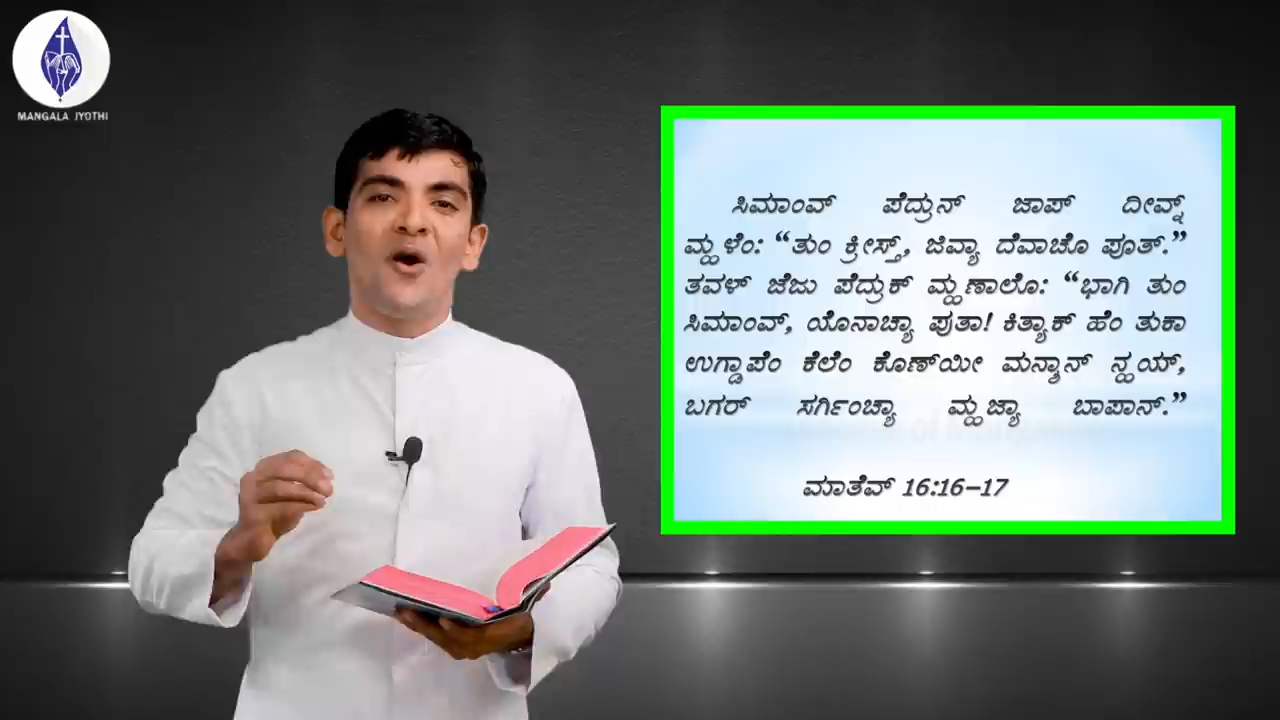 MANGALA JYOTHI
ಸಿಮಾಂವ್ ಪೆದ್ರುನ್ ಜಾಪ್ ದೀವ್ನ್
ಮ್ಹಳೆಂ: “ತುಂ ಕ್ರೀಸ್ತ್, ಜಿವ್ಯಾ ದೆವಾಚೊ ಪೂತ್.”
ತವಳ್ ಜೆಜು ಪೆದ್ರುಕ್ ಮ್ಹಣಾಲೊ: “ಭಾಗಿ ತುಂ
ಸಿಮಾಂವ್, ಯೊನಾಚ್ಯಾ ಪುತಾ! ಕಿತ್ಯಾಕ್ ಹೆಂ ತುಕಾ
ಉಗ್ಡಾಪೆಂ ಕೆಲೆಂ ಕೊಣ್‌ಯೀ ಮನ್ಶಾನ್ ನ್ಹಯ್,
ಬಗರ್ ಸರ್ಗಿಂಚ್ಯಾ ಮ್ಹಜ್ಯಾ ಬಾಪಾನ್.”
ಮಾತೆವ್ 16:16–17